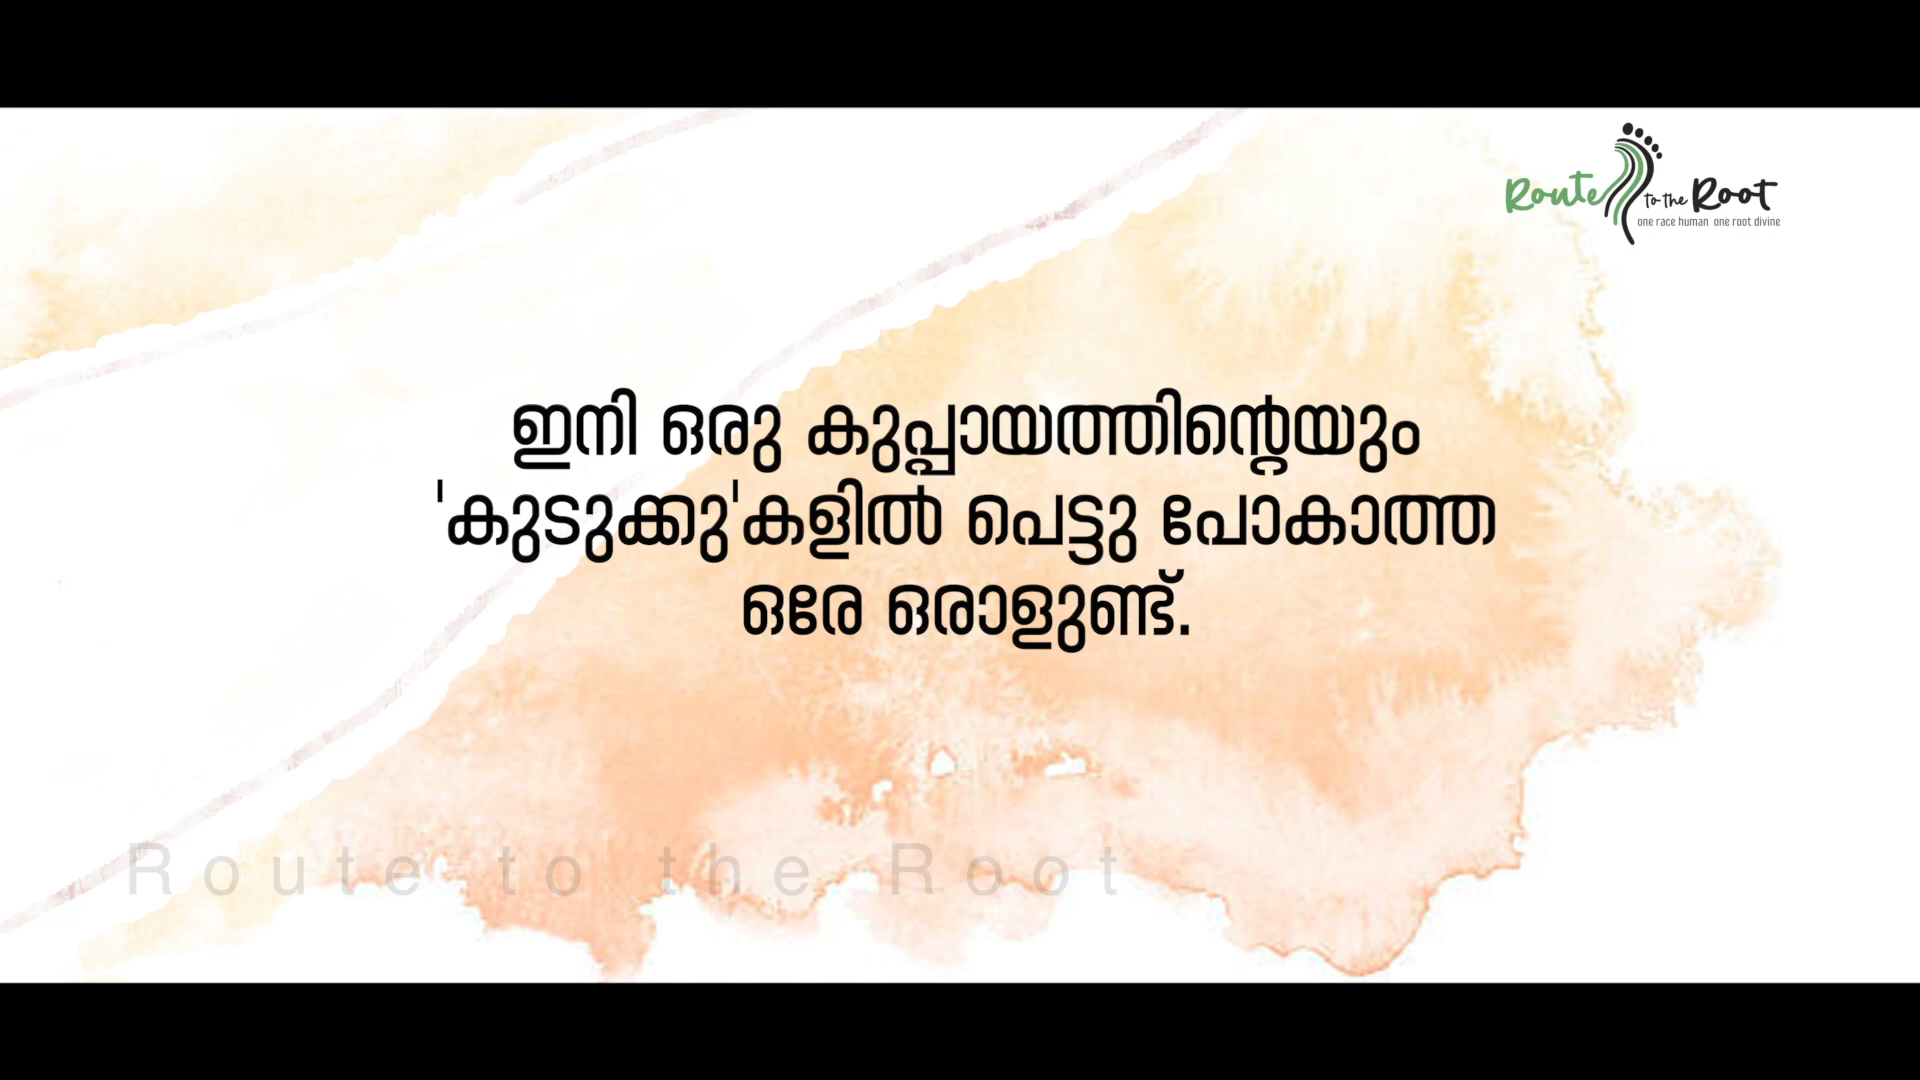 Route to the Root
one race human one root divine
ഇനി ഒരു കുപ്പായത്തിന്റെയും
'കുടുക്കു'കളിൽ പെട്ടു പോകാത്ത
ഒരേ ഒരാളുണ്ട്.
Route to the Root